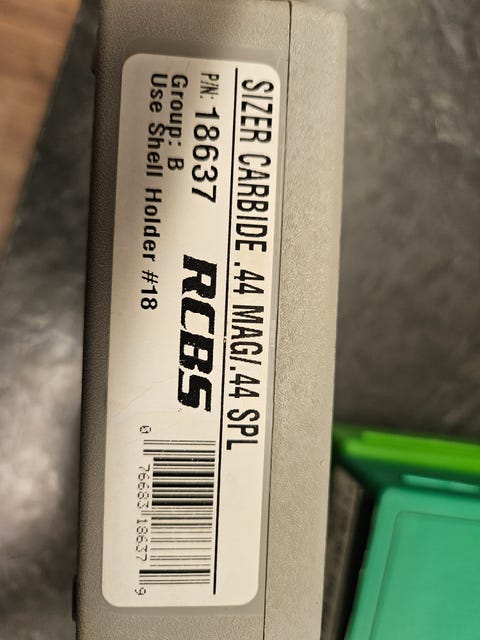 SIZER CARBIDE .44 MAG/.44 SPL
P/N: 18637
Group: B
Use Shell Holder #18
RCBS
0 76683 18637 9